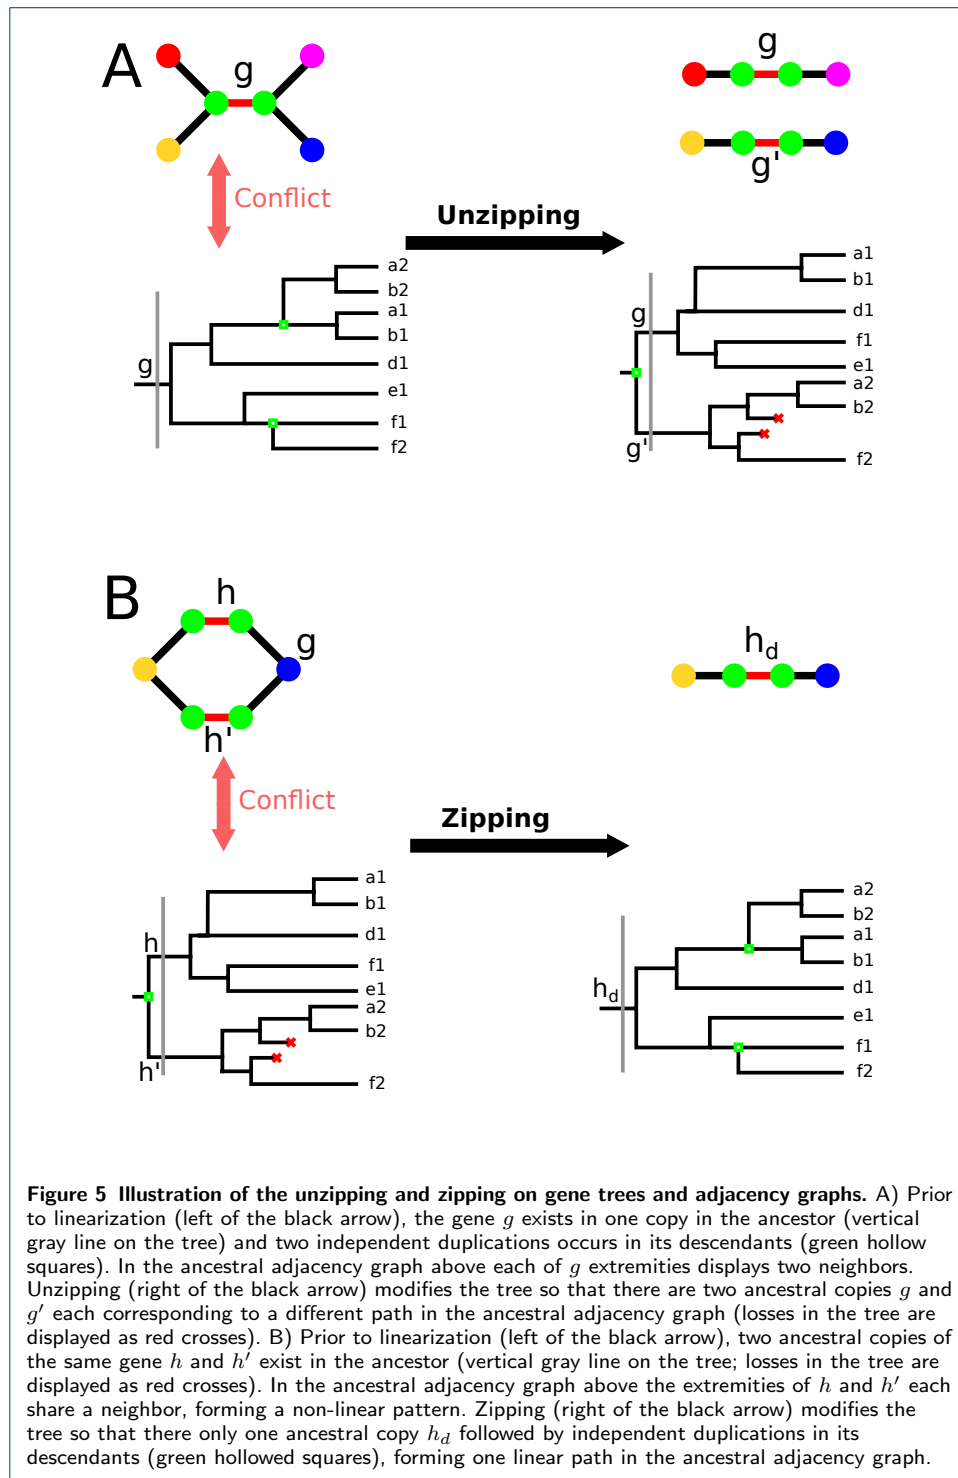 A
g
g
g'
Conflict
Unzipping
a2
b2
a1
b1
d1
e1
f1
f2
g
a1
b1
d1
f1
e1
a2
b2
f2
g
g'
B
h
g
h'
h_d
Conflict
Zipping
a1
b1
d1
f1
e1
a2
b2
f2
h
h'
a2
b2
a1
b1
d1
e1
f1
f2
h_d
Figure 5 Illustration of the unzipping and zipping on gene trees and adjacency graphs. A) Prior
to linearization (left of the black arrow), the gene g exists in one copy in the ancestor (vertical
gray line on the tree) and two independent duplications occurs in its descendants (green hollow
squares). In the ancestral adjacency graph above each of g extremities displays two neighbors.
Unzipping (right of the black arrow) modifies the tree so that there are two ancestral copies g and
g′ each corresponding to a different path in the ancestral adjacency graph (losses in the tree are
displayed as red crosses). B) Prior to linearization (left of the black arrow), two ancestral copies of
the same gene h and h′ exist in the ancestor (vertical gray line on the tree; losses in the tree are
displayed as red crosses). In the ancestral adjacency graph above the extremities of h and h′ each
share a neighbor, forming a non-linear pattern. Zipping (right of the black arrow) modifies the
tree so that there only one ancestral copy h_d followed by independent duplications in its
descendants (green hollowed squares), forming one linear path in the ancestral adjacency graph.